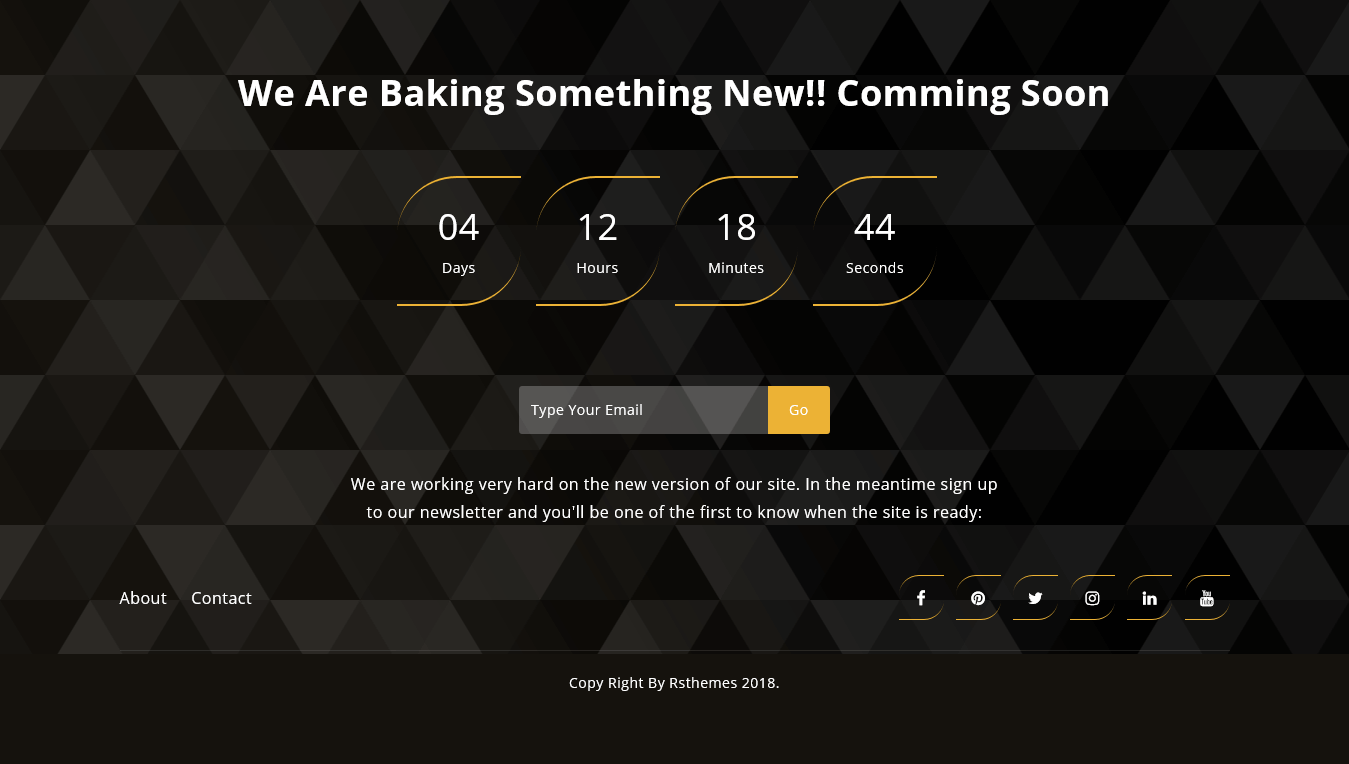 We Are Baking Something New!! Comming Soon
04 12 18 44
Days Hours Minutes Seconds
Type Your Email Go
We are working very hard on the new version of our site. In the meantime sign up
to our newsletter and you'll be one of the first to know when the site is ready:
About Contact
You Tube
Copy Right By Rsthemes 2018.